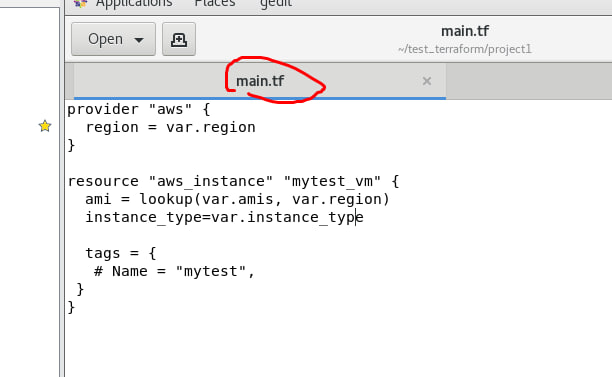 Applications Places gedit
Open
main.tf
~/test_terraform/project1
main.tf
provider "aws" {
  region = var.region
}

resource "aws_instance" "mytest_vm" {
  ami = lookup(var.amis, var.region)
  instance_type=var.instance_type

  tags = {
   # Name = "mytest",
 }
}